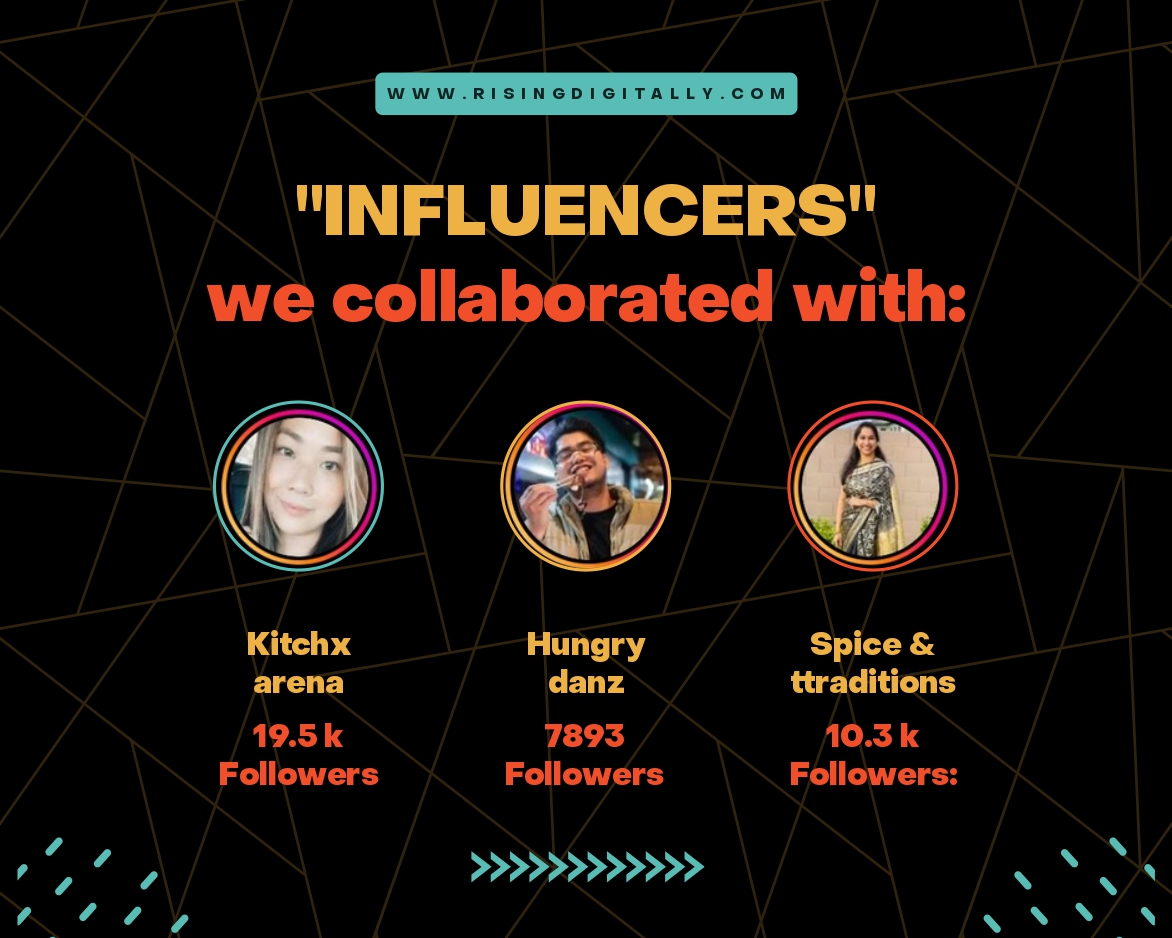 WWW.RISINGDIGITALLY.COM
"INFLUENCERS"
we collaborated with:
Kitchx
arena
19.5 k
Followers
Hungry
danz
7893
Followers
Spice &
ttraditions
10.3 k
Followers: